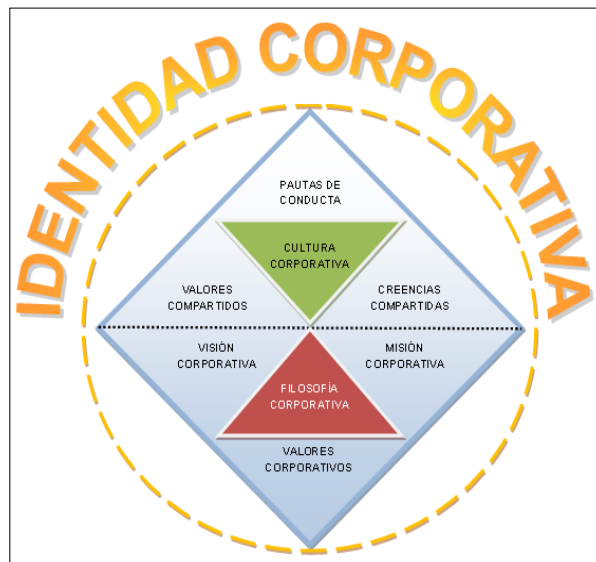 IDENTIDAD CORPORATIVA
PAUTAS DE
CONDUCTA
CULTURA
CORPORATIVA
VALORES
COMPARTIDOS
CREENCIAS
COMPARTIDAS
VISIÓN
CORPORATIVA
MISIÓN
CORPORATIVA
FILOSOFÍA
CORPORATIVA
VALORES
CORPORATIVOS